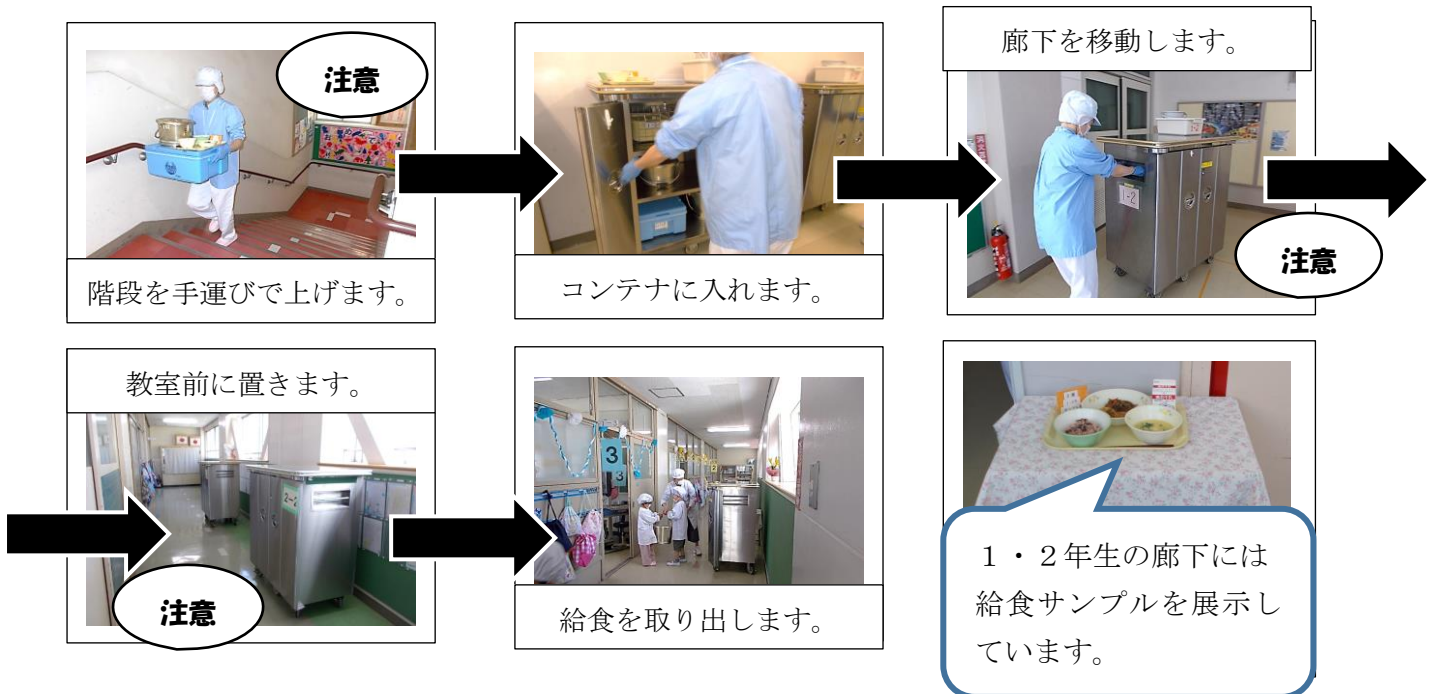 注意
階段を手運びで上げます。
コンテナに入れます。
廊下を移動します。
1-2
注意
教室前に置きます。
2-2
注意
3
3
2
給食を取り出します。
1・2年生の廊下には
給食サンプルを展示し
ています。